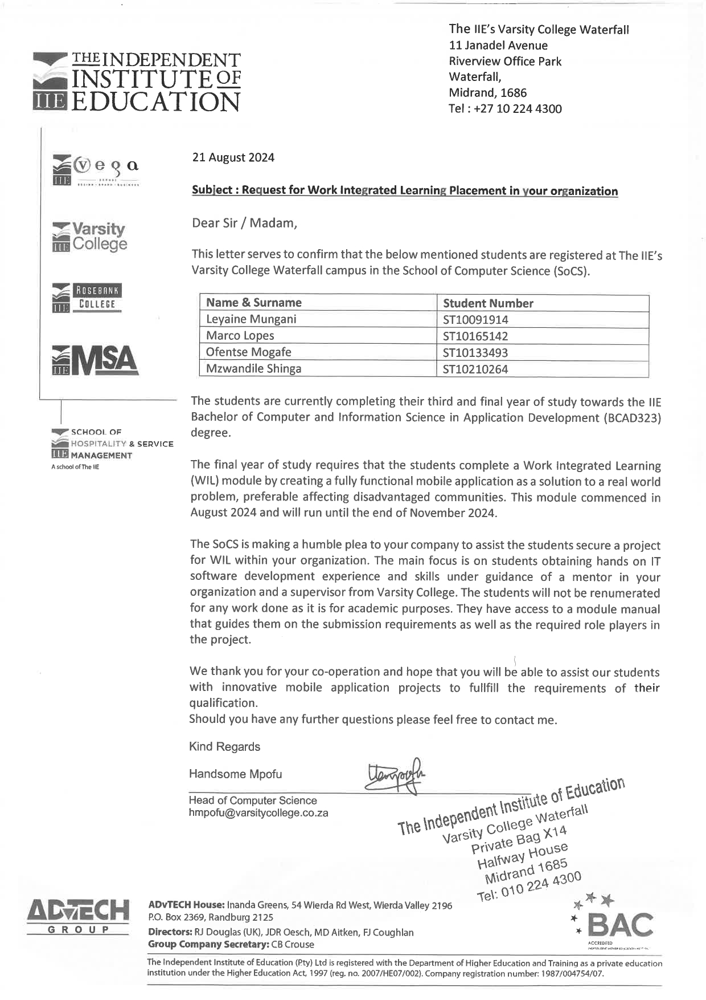 The IIE's Varsity College Waterfall
11 Janadel Avenue
Riverview Office Park
Waterfall,
Midrand, 1686
Tel : +27 10 224 4300
THE INDEPENDENT
INSTITUTE OF
IIE EDUCATION
IIE vega
21 August 2024
Subject : Request for Work Integrated Learning Placement in your organization
IIE Varsity
College
Dear Sir / Madam,
This letter serves to confirm that the below mentioned students are registered at The IIE's
Varsity College Waterfall campus in the School of Computer Science (SoCS).
IIE ROSEBANK
COLLEGE
Name & Surname Student Number
Leyaine Mungani ST10091914
Marco Lopes ST10165142
Ofentse Mogafe ST10133493
Mzwandile Shinga ST10210264
IIE MSA
The students are currently completing their third and final year of study towards the IIE
Bachelor of Computer and Information Science in Application Development (BCAD323)
degree.
SCHOOL OF
HOSPITALITY & SERVICE
IIE MANAGEMENT
A school of The IIE
The final year of study requires that the students complete a Work Integrated Learning
(WIL) module by creating a fully functional mobile application as a solution to a real world
problem, preferable affecting disadvantaged communities. This module commenced in
August 2024 and will run until the end of November 2024.
The SoCS is making a humble plea to your company to assist the students secure a project
for WIL within your organization. The main focus is on students obtaining hands on IT
software development experience and skills under guidance of a mentor in your
organization and a supervisor from Varsity College. The students will not be renumerated
for any work done as it is for academic purposes. They have access to a module manual
that guides them on the submission requirements as well as the required role players in
the project.
We thank you for your co-operation and hope that you will be able to assist our students
with innovative mobile application projects to fullfill the requirements of their
qualification.
Should you have any further questions please feel free to contact me.
Kind Regards
Handsome Mpofu
Head of Computer Science
hmpofu@varsitycollege.co.za
The Independent Institute of Education
Varsity College Waterfall
Private Bag X14
Halfway House
Midrand 1685
Tel: 010 224 4300
ADvTECH
GROUP
ADvTECH House: Inanda Greens, 54 Wierda Rd West, Wierda Valley 2196
P.O. Box 2369, Randburg 2125
Directors: RJ Douglas (UK), JDR Oesch, MD Aitken, FJ Coughlan
Group Company Secretary: CB Crouse
BAC
ACCREDITED
The Independent Institute of Education (Pty) Ltd is registered with the Department of Higher Education and Training as a private education
institution under the Higher Education Act, 1997 (reg. no. 2007/HE07/002). Company registration number: 1987/004754/07.